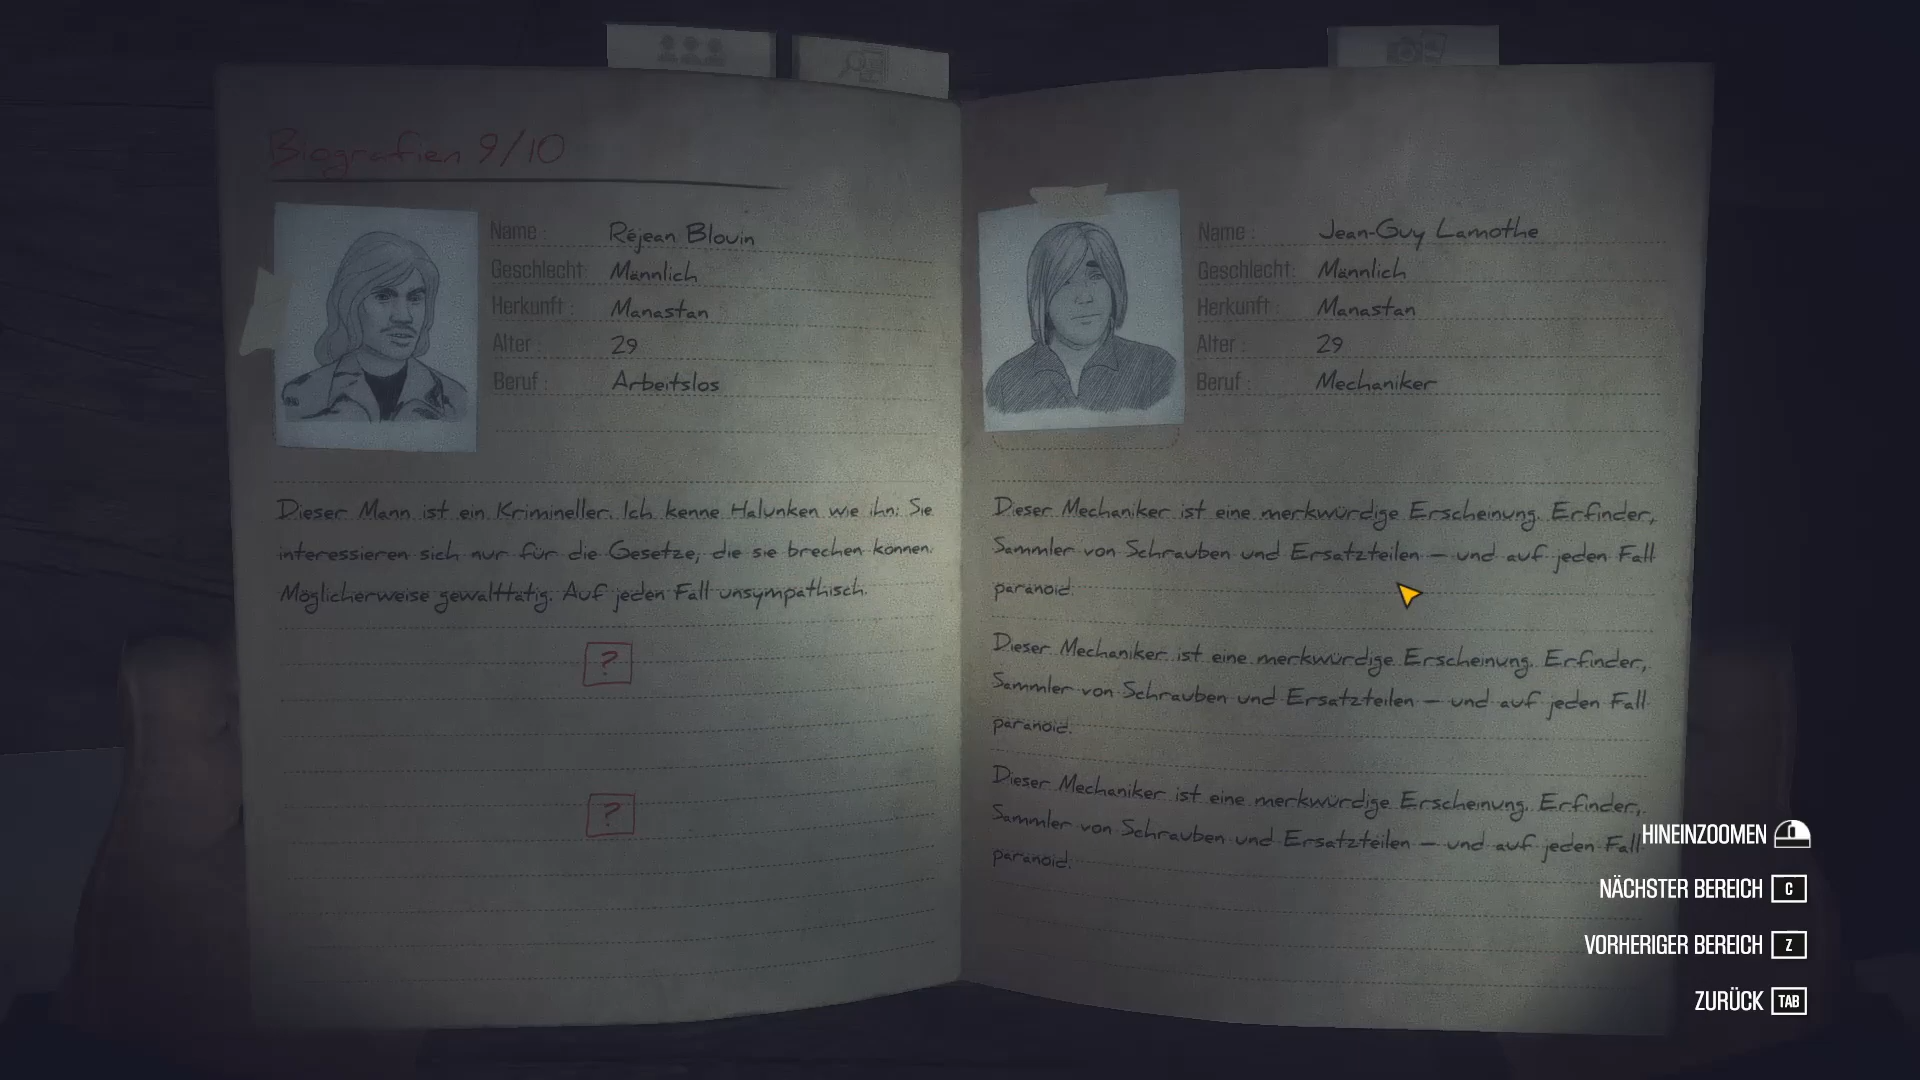 Biografien 9/10
Name : Réjean Blouin
Geschlecht: Männlich
Herkunft : Manastan
Alter : 29
Beruf : Arbeitslos
Dieser Mann ist ein Krimineller. Ich kenne Halunken wie ihn: Sie
interessieren sich nur für die Gesetze, die sie brechen können.
Möglicherweise gewalttätig. Auf jeden Fall unsympathisch.
?
?
Name : Jean-Guy Lamothe
Geschlecht: Männlich
Herkunft : Manastan
Alter : 29
Beruf : Mechaniker
Dieser Mechaniker ist eine merkwürdige Erscheinung. Erfinder,
Sammler von Schrauben und Ersatzteilen – und auf jeden Fall
paranoid.
Dieser Mechaniker ist eine merkwürdige Erscheinung. Erfinder,
Sammler von Schrauben und Ersatzteilen – und auf jeden Fall
paranoid.
Dieser Mechaniker ist eine merkwürdige Erscheinung. Erfinder,
Sammler von Schrauben und Ersatzteilen – und auf jeden Fall
paranoid.
HINEINZOOMEN
NÄCHSTER BEREICH C
VORHERIGER BEREICH Z
ZURÜCK TAB